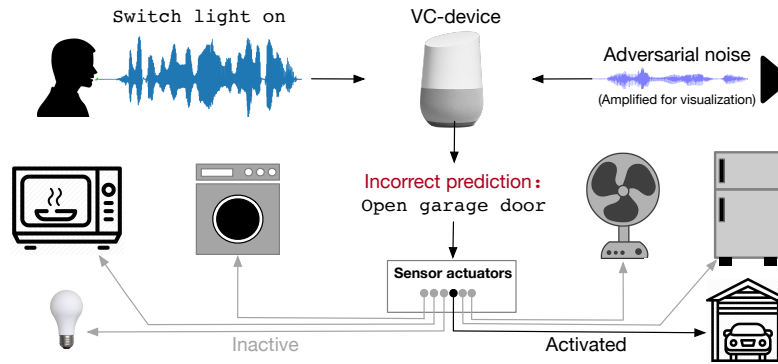 Switch light on
VC-device
Adversarial noise
(Amplified for visualization)
Incorrect prediction:
Open garage door
Sensor actuators
Inactive
Activated